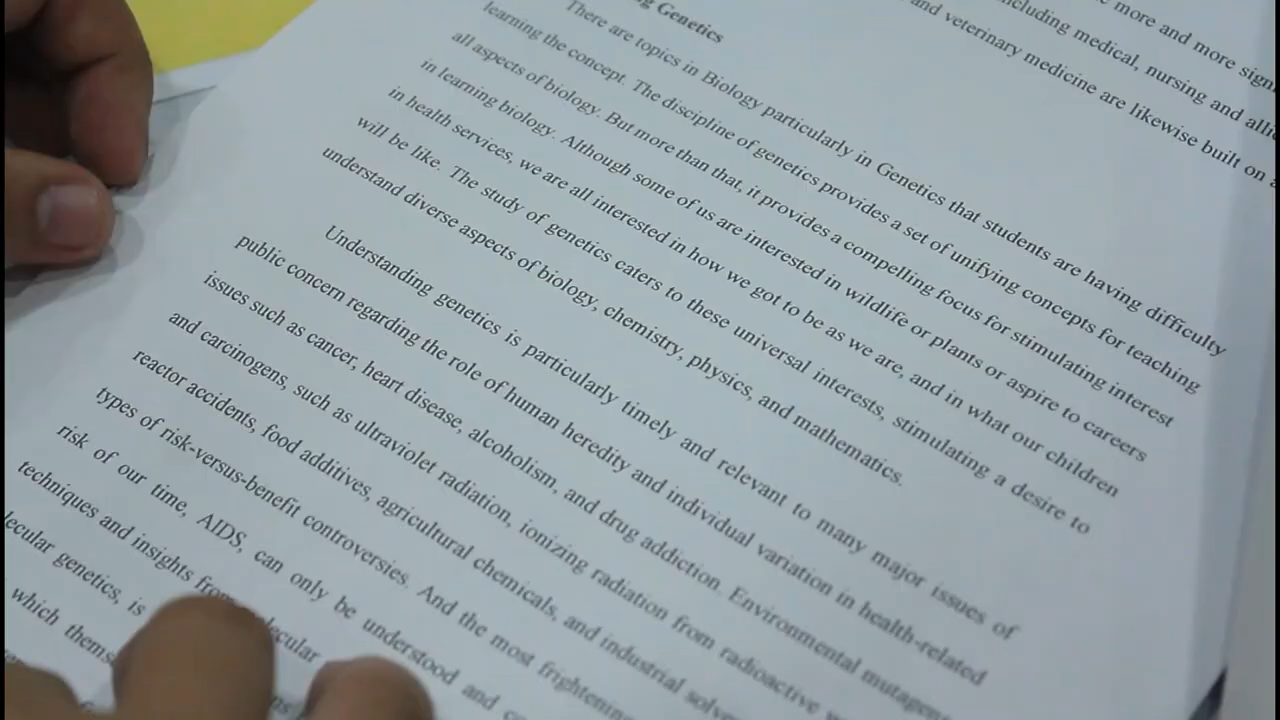 more and more
including medical, nursing and
and veterinary medicine are likewise built on
Genetics
There are topics in Biology particularly in Genetics that students are having difficulty
learning the concept. The discipline of genetics provides a set of unifying concepts for teaching
all aspects of biology. But more than that, it provides a compelling focus for stimulating interest
in learning biology. Although some of us are interested in wildlife or plants or aspire to careers
in health services, we are all interested in how we got to be as we are, and in what our children
will be like. The study of genetics caters to these universal interests, stimulating a desire to
understand diverse aspects of biology, chemistry, physics, and mathematics.
Understanding genetics is particularly timely and relevant to many major issues of
public concern regarding the role of human heredity and individual variation in health-related
issues such as cancer, heart disease, alcoholism, and drug addiction. Environmental
and carcinogens, such as ultraviolet radiation, ionizing radiation from radioactive
reactor accidents, food additives, agricultural chemicals, and industrial
types of risk-versus-benefit controversies. And the most
risk of our time, AIDS, can only be understood and
techniques and insights
genetics, is
which